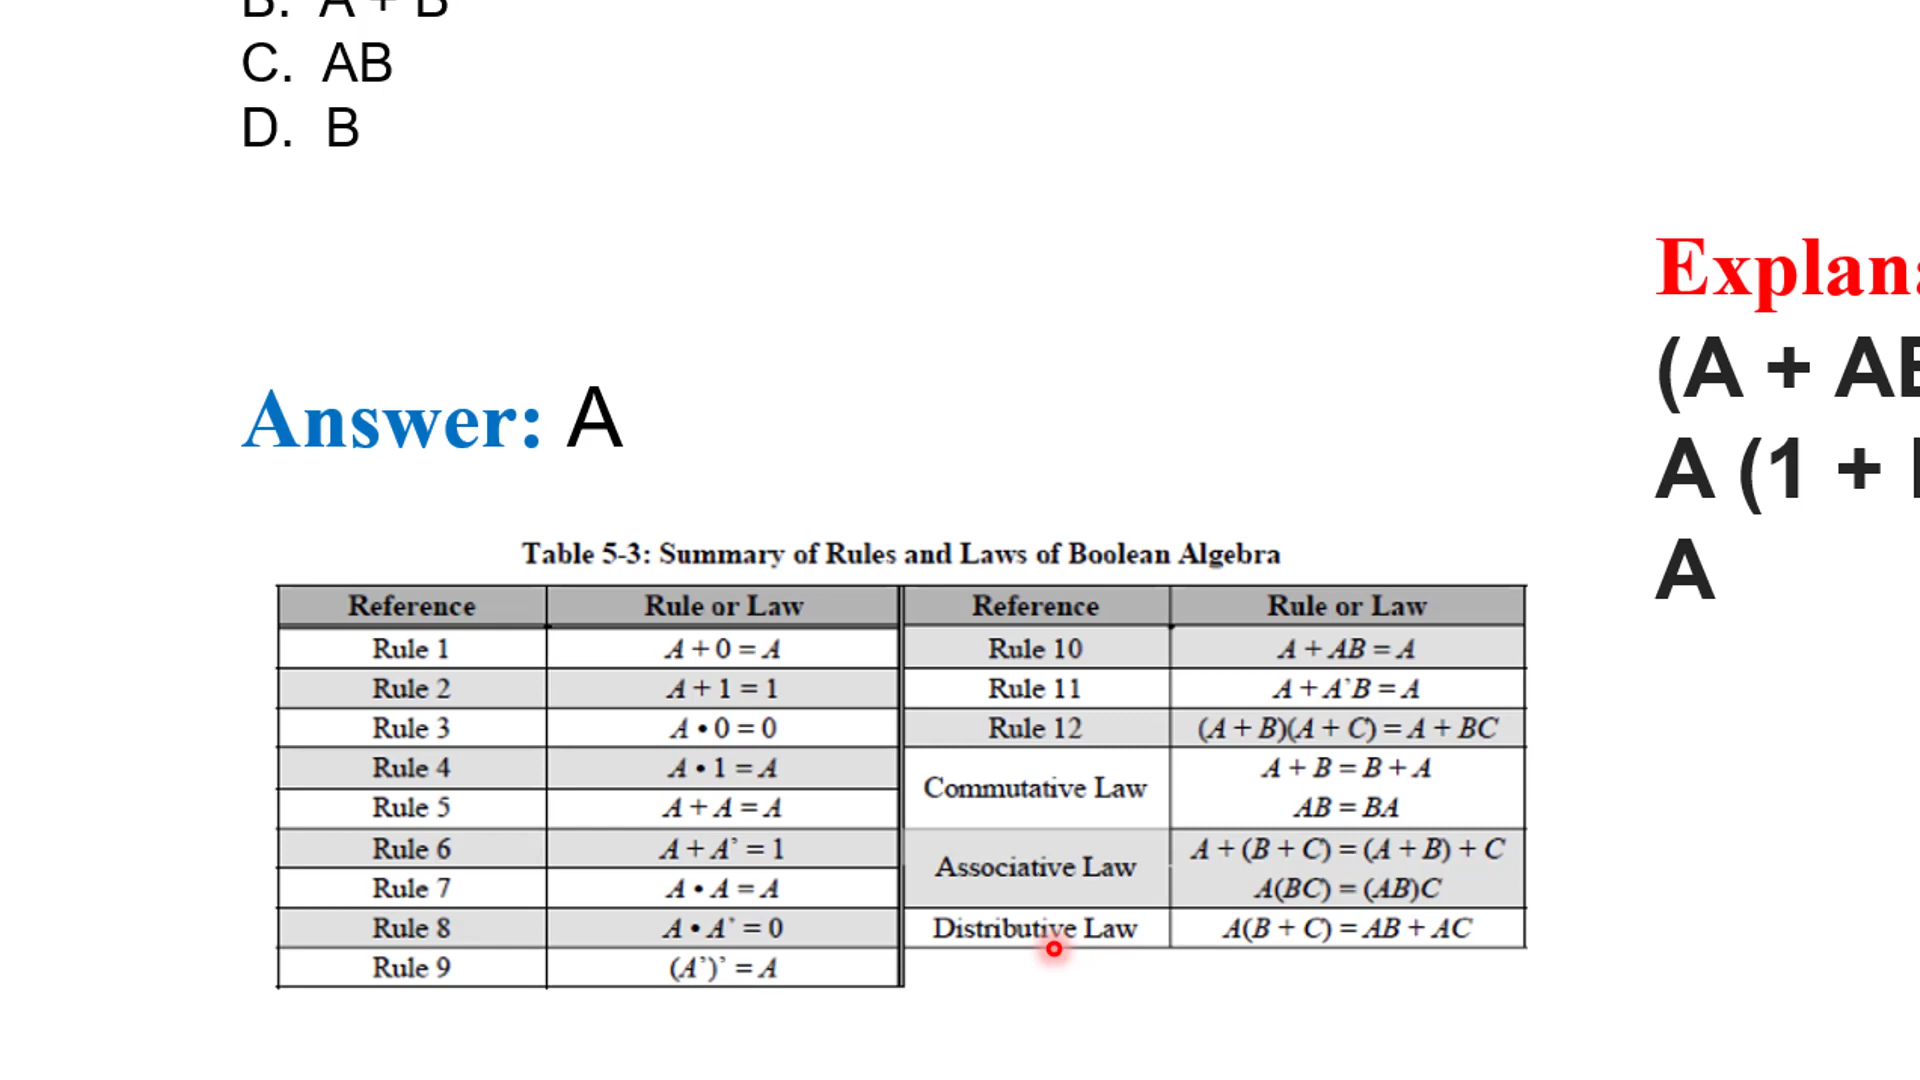 B. A + B
C. AB
D. B
Answer: A
Explan
(A + AB
A (1 +
A
Table 5-3: Summary of Rules and Laws of Boolean Algebra
Reference Rule or Law Reference Rule or Law
Rule 1 A + 0 = A Rule 10 A + AB = A
Rule 2 A + 1 = 1 Rule 11 A + A’B = A
Rule 3 A • 0 = 0 Rule 12 (A + B)(A + C) = A + BC
Rule 4 A • 1 = A Commutative Law A + B = B + A
Rule 5 A + A = A AB = BA
Rule 6 A + A’ = 1 Associative Law A + (B + C) = (A + B) + C
Rule 7 A • A = A A(BC) = (AB)C
Rule 8 A • A’ = 0 Distributive Law A(B + C) = AB + AC
Rule 9 (A’)’ = A